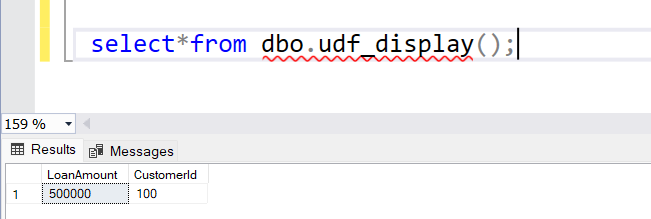 select*from dbo.udf_display();
159 %
Results Messages
LoanAmount CustomerId
1 500000 100